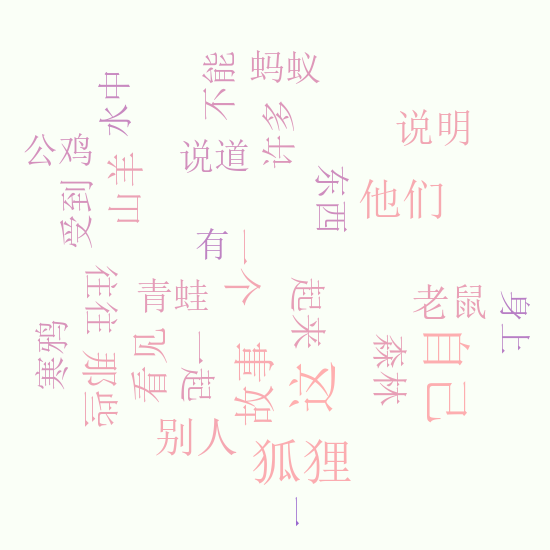 不能
蚂蚁
水中
许多
说明
公鸡
说道
山羊
受到
东西
他们
有
一个
往往
青蛙
起来
老鼠
身上
寒鸦
看见
一起
故事
这
森林
自己
那些
别人
狐狸
一